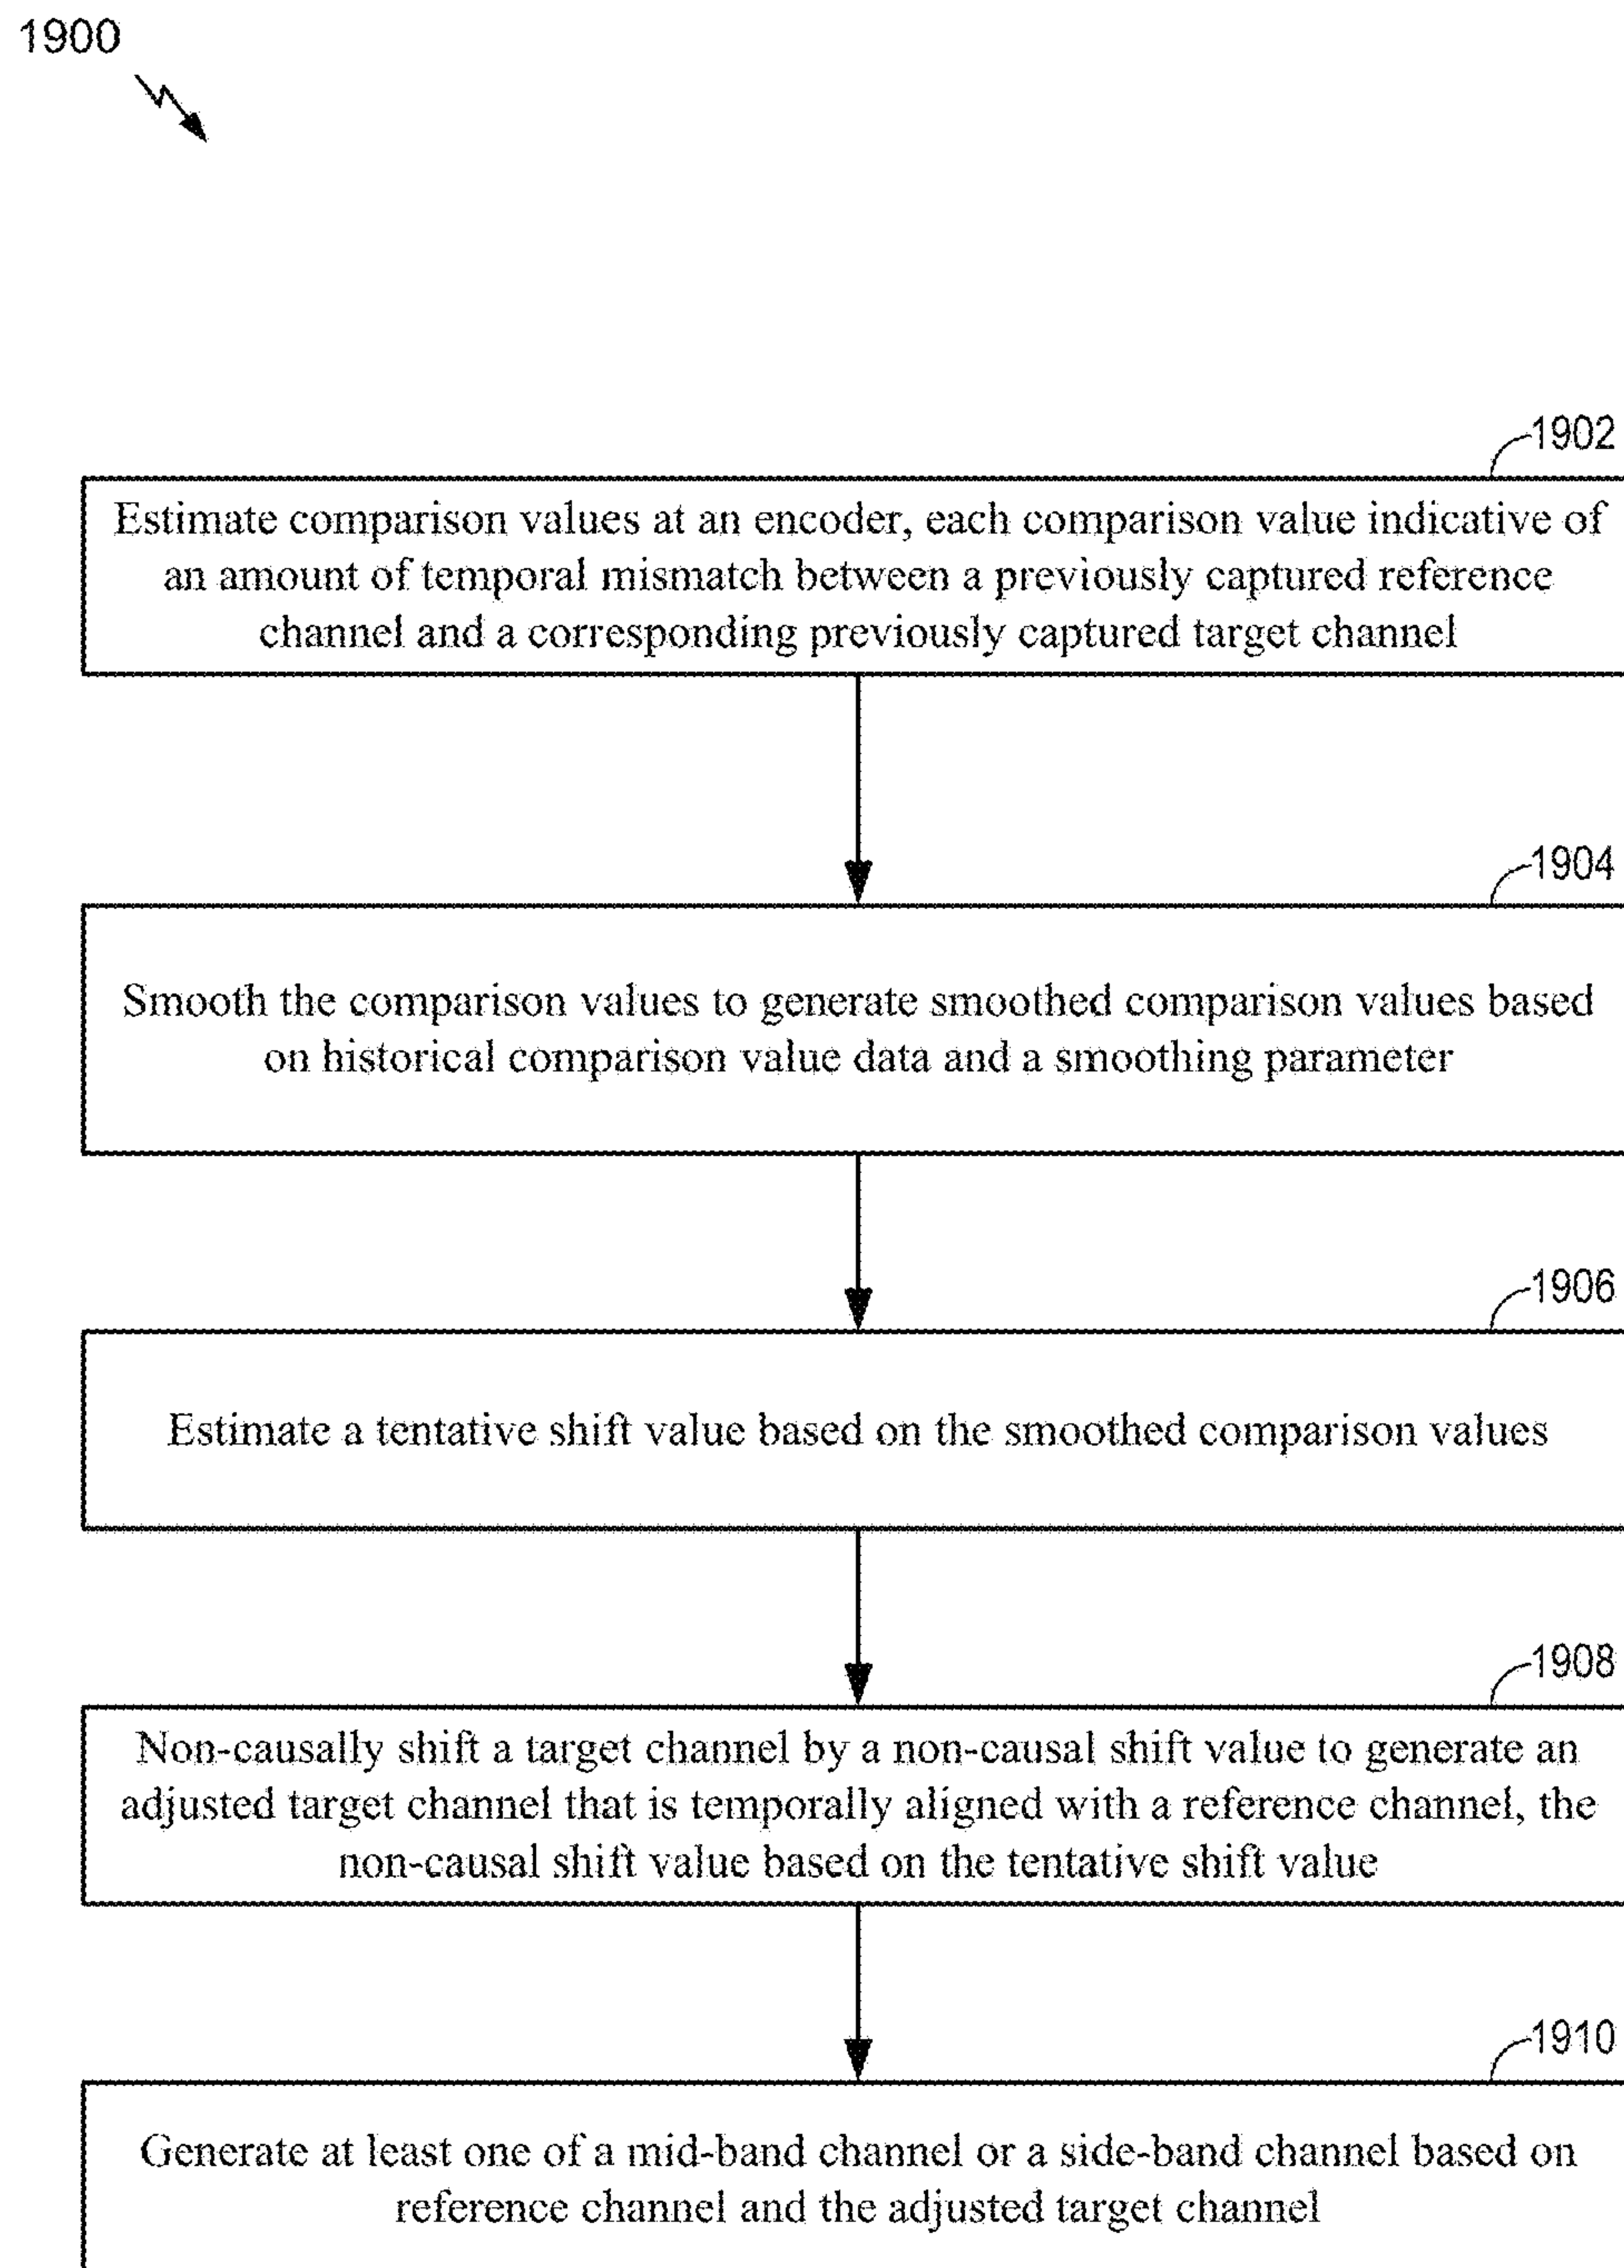 1900
1902
Estimate comparison values at an encoder, each comparison value indicative of
an amount of temporal mismatch between a previously captured reference
channel and a corresponding previously captured target channel
1904
Smooth the comparison values to generate smoothed comparison values based
on historical comparison value data and a smoothing parameter
1906
Estimate a tentative shift value based on the smoothed comparison values
1908
Non-causally shift a target channel by a non-causal shift value to generate an
adjusted target channel that is temporally aligned with a reference channel, the
non-causal shift value based on the tentative shift value
1910
Generate at least one of a mid-band channel or a side-band channel based on
reference channel and the adjusted target channel